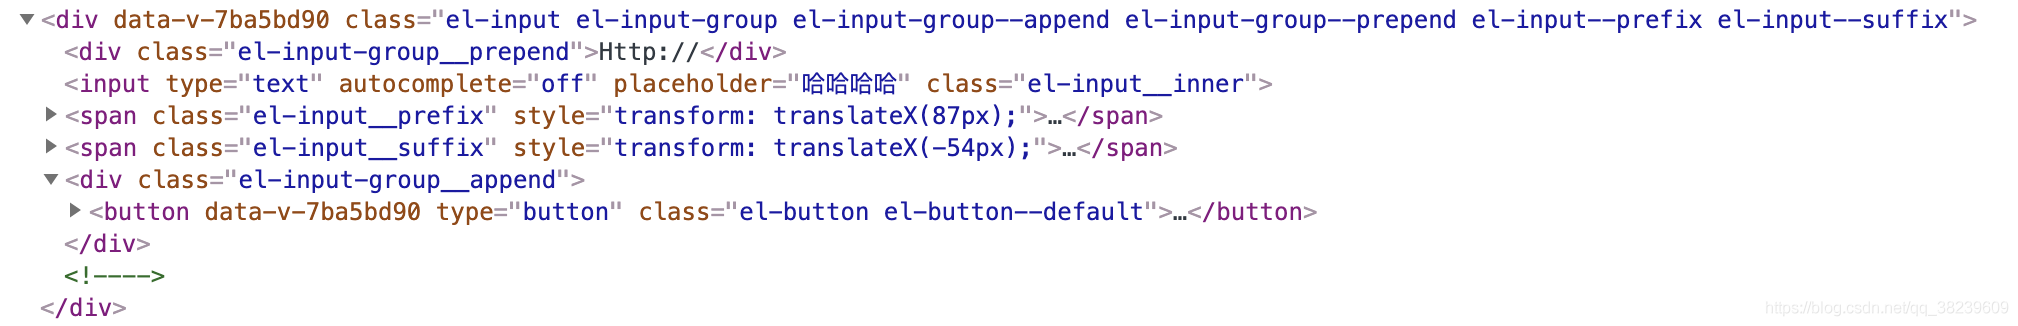 ▼<div data-v-7ba5bd90 class="el-input el-input-group el-input-group--append el-input-group--prepend el-input--prefix el-input--suffix">
<div class="el-input-group__prepend">Http://</div>
<input type="text" autocomplete="off" placeholder="哈哈哈哈" class="el-input__inner">
▶<span class="el-input__prefix" style="transform: translateX(87px);">…</span>
▶<span class="el-input__suffix" style="transform: translateX(-54px);">…</span>
▼<div class="el-input-group__append">
▶<button data-v-7ba5bd90 type="button" class="el-button el-button--default">…</button>
</div>
<!---->
</div>
https://blog.csdn.net/qq_38239609